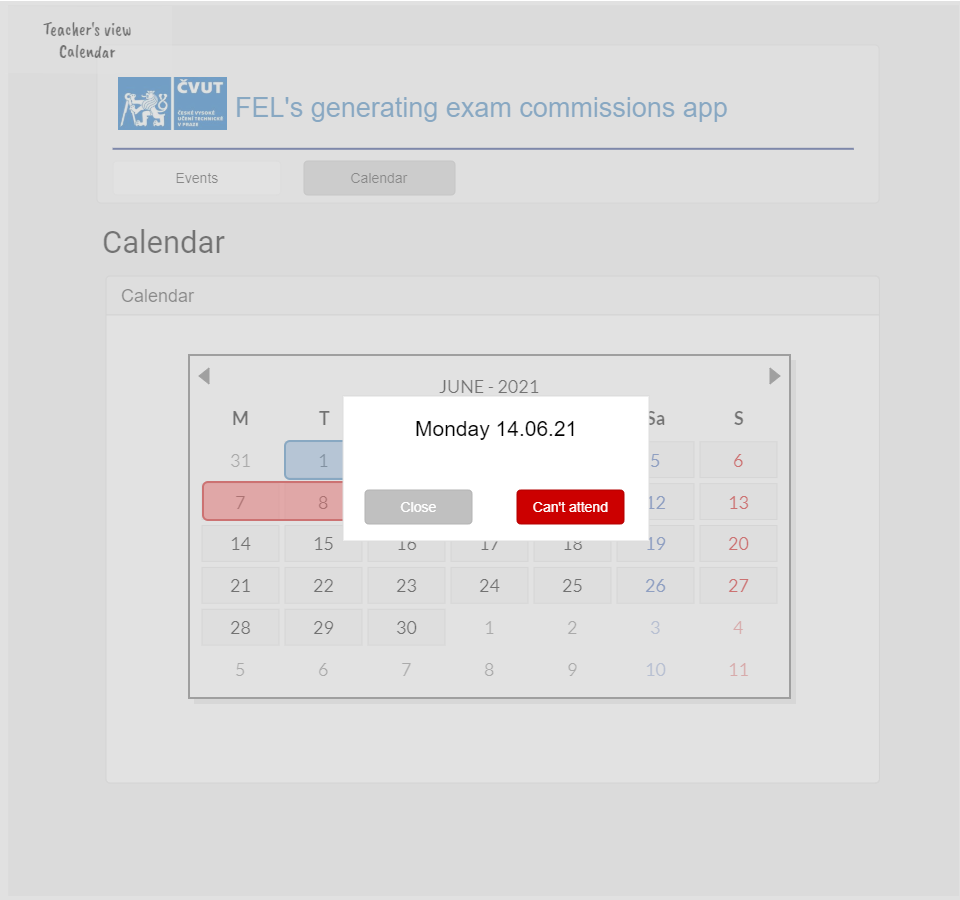 Teacher's view
Calendar
ČVUT
ČESKÉ VYSOKÉ
UČENÍ TECHNICKÉ
V PRAZE
FEL's generating exam commissions app
Events Calendar
Calendar
Calendar
JUNE - 2021
M T Sa S
Monday 14.06.21
31 1 5 6
7 8 12 13
Close Can't attend
14 15 16 17 18 19 20
21 22 23 24 25 26 27
28 29 30 1 2 3 4
5 6 7 8 9 10 11